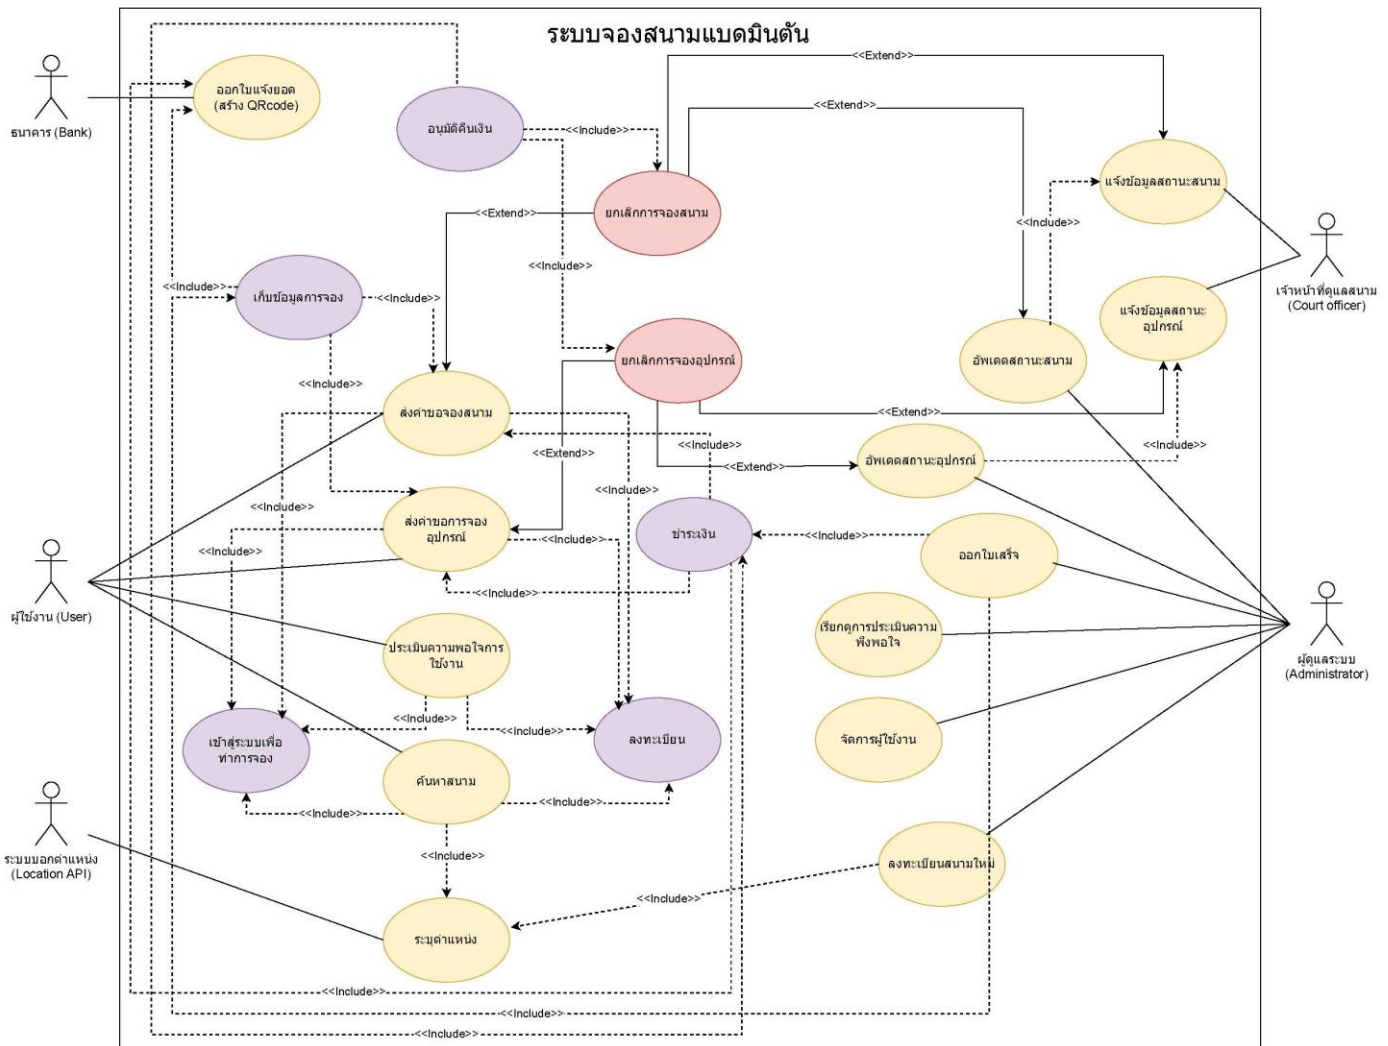 ระบบจองสนามแบดมินตัน
<<Extend>>
ออกใบแจ้งยอด
(สร้าง QRcode)
<<Extend>>
ธนาคาร (Bank)
อนุมัติคืนเงิน
<<Include>>
แจ้งข้อมูลสถานะสนาม
<<Extend>>
ยกเลิกการจองสนาม
<<Include>>
<<Include>>
<<Include>>
เก็บข้อมูลการจอง
<<Include>>
เจ้าหน้าที่ดูแลสนาม
(Court officer)
แจ้งข้อมูลสถานะ
อุปกรณ์
<<Include>>
ยกเลิกการจองอุปกรณ์
อัพเดตสถานะสนาม
ส่งคำขอจองสนาม
<<Extend>>
<<Include>>
<<Include>>
<<Extend>>
<<Include>>
<<Extend>>
อัพเดตสถานะอุปกรณ์
<<Include>>
<<Include>>
ส่งคำขอการจอง
อุปกรณ์
ชำระเงิน
<<Include>>
<<Include>>
<<Include>>
ออกใบเสร็จ
<<Include>>
ผู้ใช้งาน (User)
ประเมินความพอใจการ
ใช้งาน
เรียกดูการประเมินความ
พึงพอใจ
ผู้ดูแลระบบ
(Administrator)
<<Include>>
<<Include>>
เข้าสู่ระบบเพื่อ
ทำการจอง
ลงทะเบียน
จัดการผู้ใช้งาน
ค้นหาสนาม
<<Include>>
<<Include>>
<<Include>>
ระบบบอกตำแหน่ง
(Location API)
ลงทะเบียนสนามใหม่
<<Include>>
ระบุตำแหน่ง
<<Include>>
<<Include>>
<<Include>>